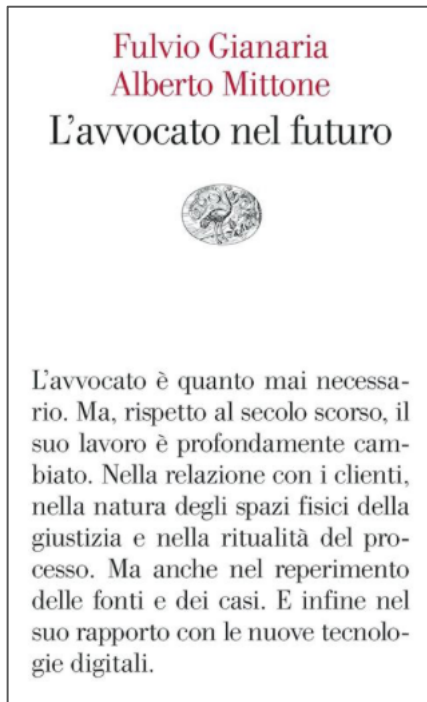 Fulvio Gianaria
Alberto Mittone
L'avvocato nel futuro
L'avvocato è quanto mai necessa-
rio. Ma, rispetto al secolo scorso, il
suo lavoro è profondamente cam-
biato. Nella relazione con i clienti,
nella natura degli spazi fisici della
giustizia e nella ritualità del pro-
cesso. Ma anche nel reperimento
delle fonti e dei casi. E infine nel
suo rapporto con le nuove tecnolo-
gie digitali.